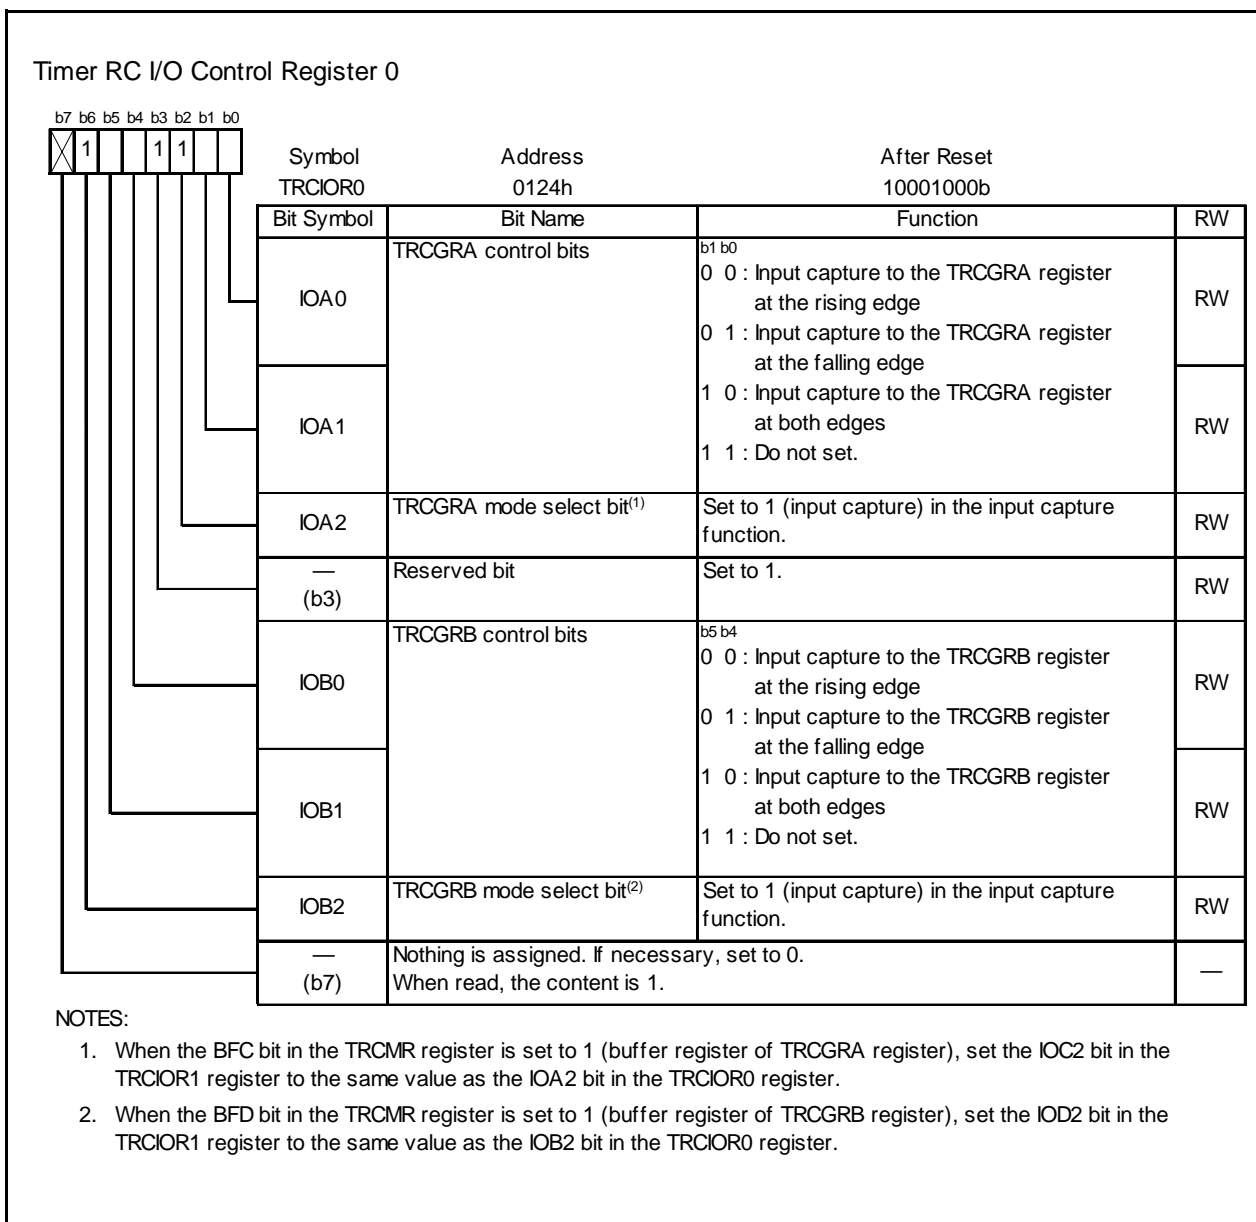 Timer RC I/O Control Register 0
b7 b6 b5 b4 b3 b2 b1 b0
1 1 1
Symbol Address After Reset
TRCIOR0 0124h 10001000b
Bit Symbol Bit Name Function RW
IOA0 TRCGRA control bits b1 b0
0 0 : Input capture to the TRCGRA register
at the rising edge RW
0 1 : Input capture to the TRCGRA register
at the falling edge
IOA1 1 0 : Input capture to the TRCGRA register
at both edges RW
1 1 : Do not set.
IOA2 TRCGRA mode select bit(1) Set to 1 (input capture) in the input capture
function. RW
— Reserved bit Set to 1.
(b3) RW
IOB0 TRCGRB control bits b5 b4
0 0 : Input capture to the TRCGRB register
at the rising edge RW
0 1 : Input capture to the TRCGRB register
at the falling edge
IOB1 1 0 : Input capture to the TRCGRB register
at both edges RW
1 1 : Do not set.
IOB2 TRCGRB mode select bit(2) Set to 1 (input capture) in the input capture
function. RW
— Nothing is assigned. If necessary, set to 0.
(b7) When read, the content is 1. —
NOTES:
1. When the BFC bit in the TRCMR register is set to 1 (buffer register of TRCGRA register), set the IOC2 bit in the
TRCIOR1 register to the same value as the IOA2 bit in the TRCIOR0 register.
2. When the BFD bit in the TRCMR register is set to 1 (buffer register of TRCGRB register), set the IOD2 bit in the
TRCIOR1 register to the same value as the IOB2 bit in the TRCIOR0 register.